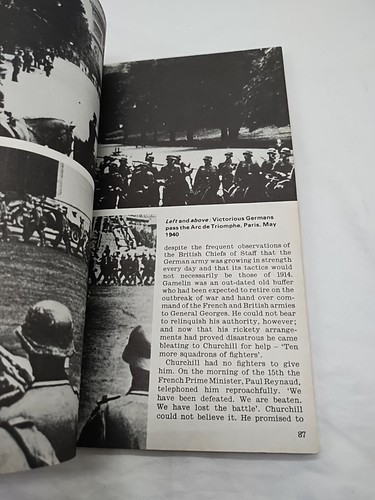 Left and above: Victorious Germans
pass the Arc de Triomphe, Paris, May
1940
despite the frequent observations of
the British Chiefs of Staff that the
German army was growing in strength
every day and that its tactics would
not necessarily be those of 1914.
Gamelin was an out-dated old buffer
who had been expected to retire on the
outbreak of war and hand over com-
mand of the French and British armies
to General Georges. He could not bear
to relinquish his authority, however;
and now that his rickety arrange-
ments had proved disastrous he came
bleating to Churchill for help – 'Ten
more squadrons of fighters'.
Churchill had no fighters to give
him. On the morning of the 15th the
French Prime Minister, Paul Reynaud,
telephoned him reproachfully. 'We
have been defeated. We are beaten.
We have lost the battle'. Churchill
could not believe it. He promised to
87